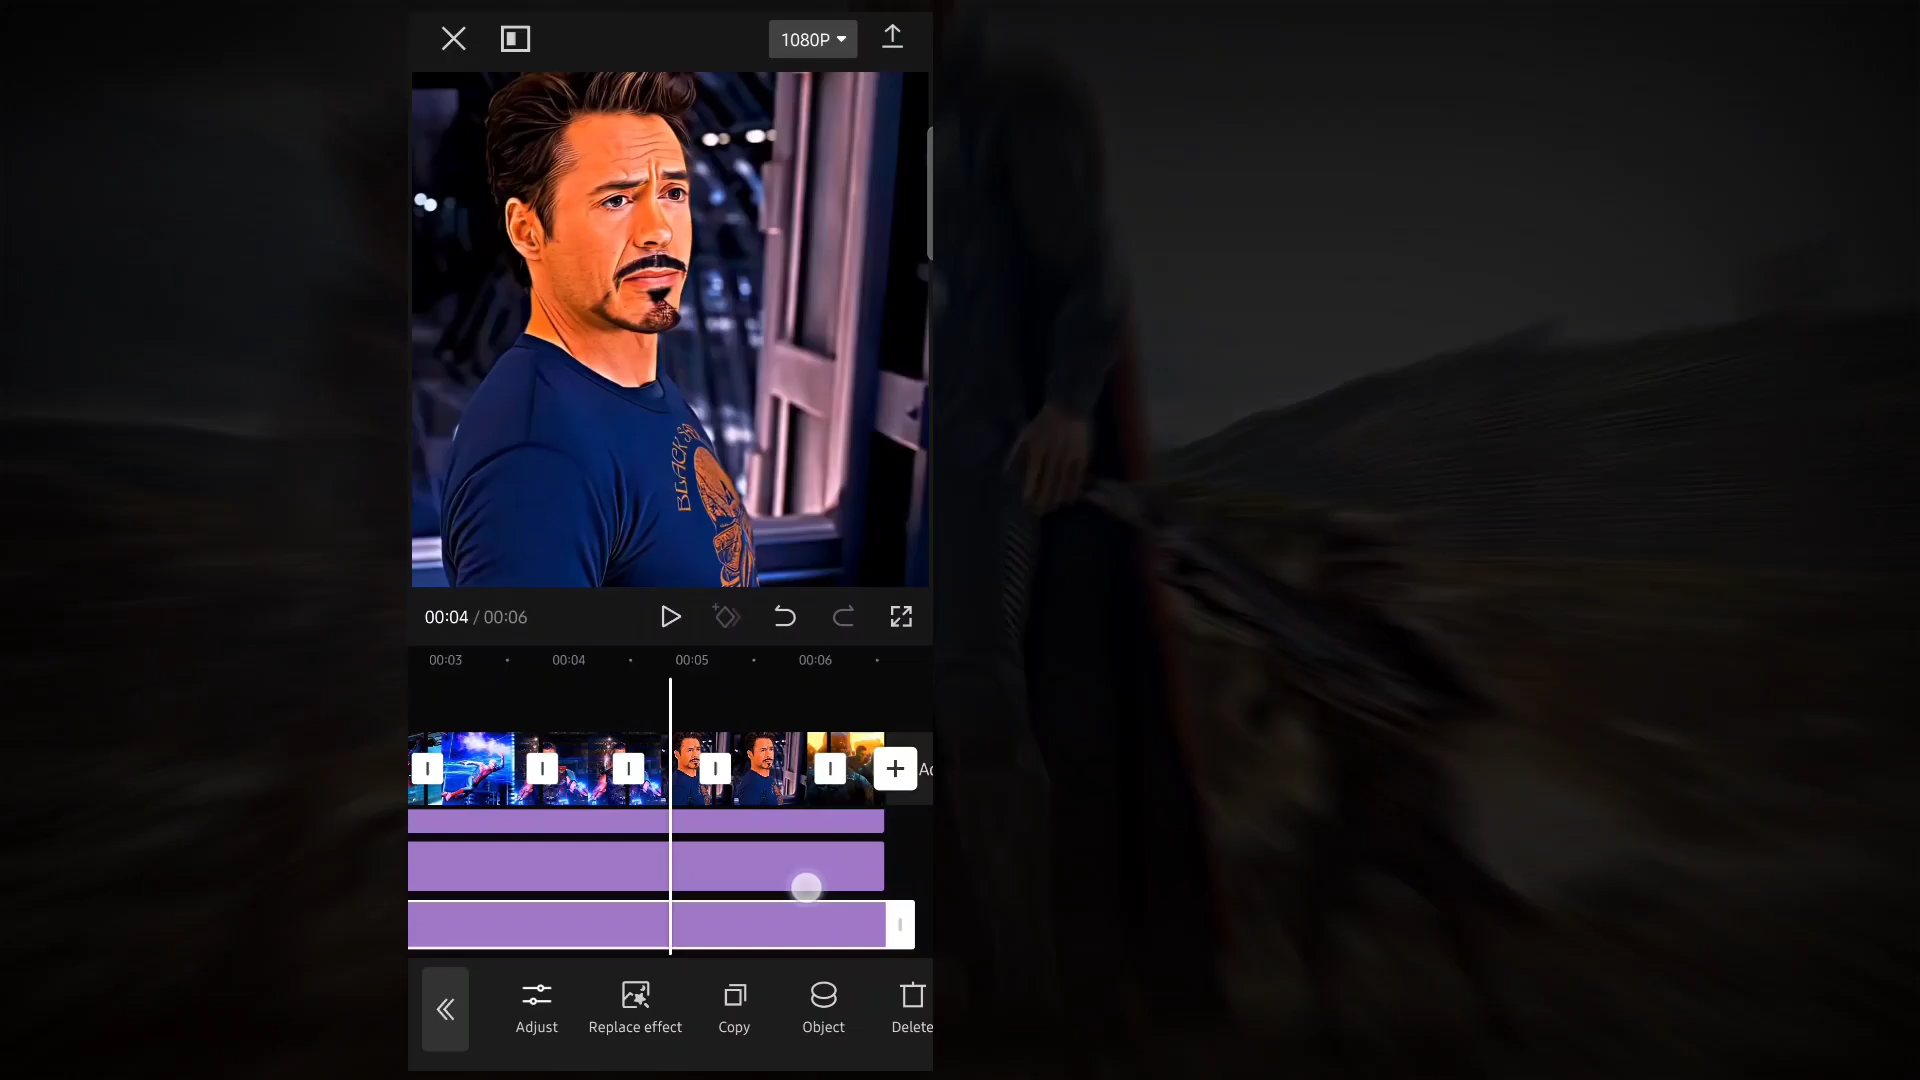 1080P
BLACK S
00:04 / 00:06
00:03 00:04 00:05 00:06
Adjust
Replace effect
Copy
Object
Delete